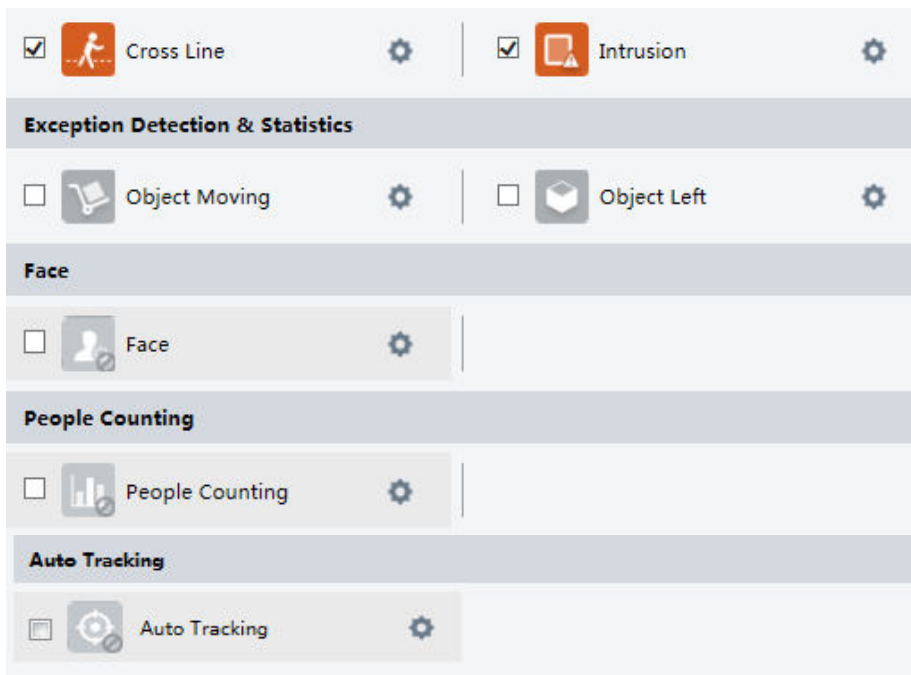 Cross Line Intrusion
Exception Detection & Statistics
Object Moving Object Left
Face
Face
People Counting
People Counting
Auto Tracking
Auto Tracking